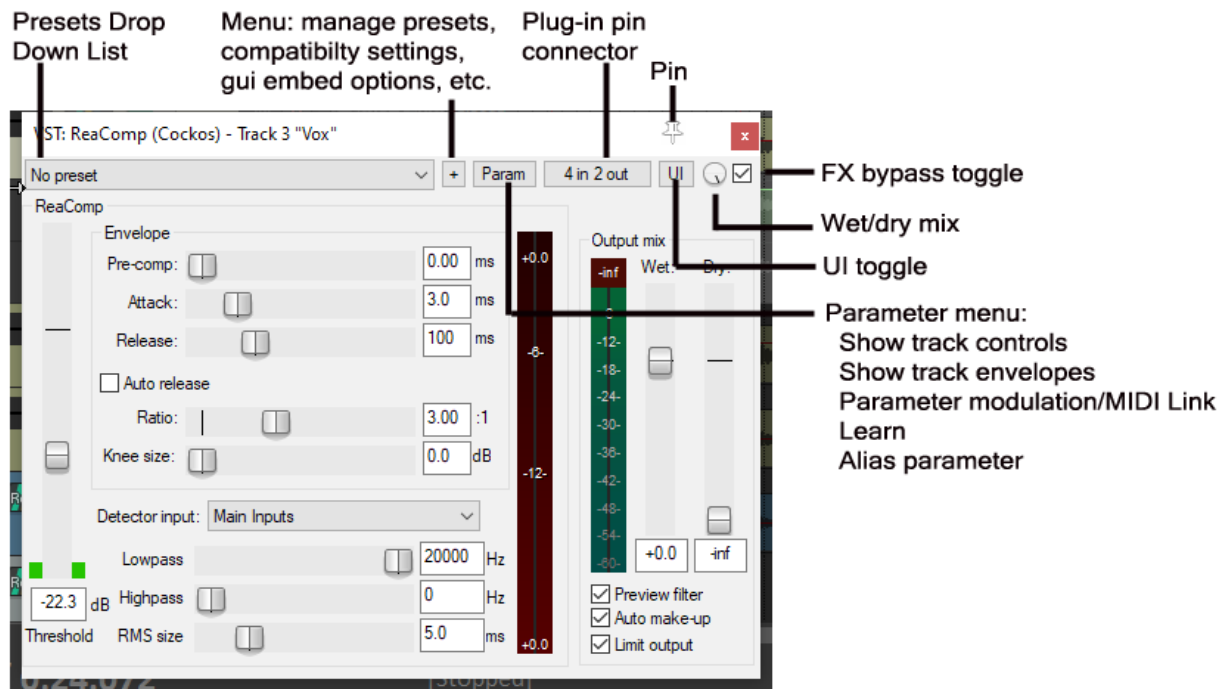 Presets Drop
Down List
Menu: manage presets,
compatibilty settings,
gui embed options, etc.
Plug-in pin
connector
Pin
VST: ReaComp (Cockos) - Track 3 "Vox"
x
No preset
+
Param
4 in 2 out
UI
FX bypass toggle
Wet/dry mix
UI toggle
Parameter menu:
Show track controls
Show track envelopes
Parameter modulation/MIDI Link
Learn
Alias parameter
ReaComp
Envelope
Pre-comp: 0.00 ms
Attack: 3.0 ms
Release: 100 ms
Auto release
Ratio: 3.00 :1
Knee size: 0.0 dB
Detector input: Main Inputs
Lowpass 20000 Hz
Highpass 0 Hz
RMS size 5.0 ms
-22.3 dB
Threshold
+0.0
-6-
-12-
+0.0
Output mix
Wet: Dry:
-inf
-12-
-18-
-24-
-30-
-36-
-42-
-48-
-54-
-60-
+0.0 -inf
Preview filter
Auto make-up
Limit output
0:24.072
[Stopped]